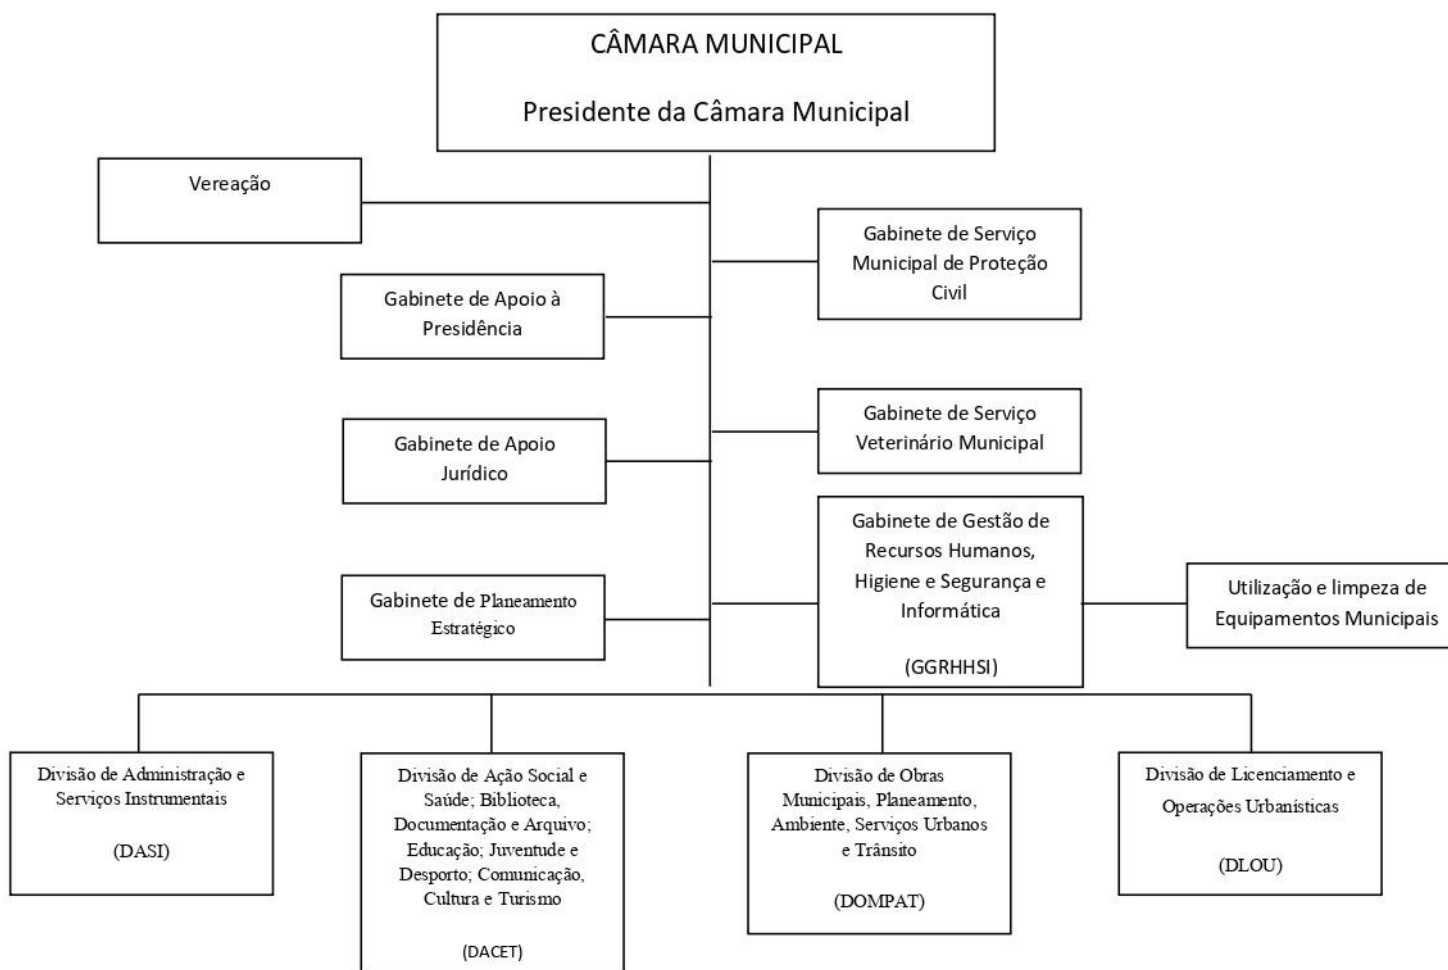 CÂMARA MUNICIPAL
Presidente da Câmara Municipal
Vereação
Gabinete de Serviço
Municipal de Proteção
Civil
Gabinete de Apoio à
Presidência
Gabinete de Serviço
Veterinário Municipal
Gabinete de Apoio
Jurídico
Gabinete de Gestão de
Recursos Humanos,
Higiene e Segurança e
Informática
(GGRHHSI)
Utilização e limpeza de
Equipamentos Municipais
Gabinete de Planeamento
Estratégico
Divisão de Administração e
Serviços Instrumentais
(DASI)
Divisão de Ação Social e
Saúde; Biblioteca,
Documentação e Arquivo;
Educação; Juventude e
Desporto; Comunicação,
Cultura e Turismo
(DACET)
Divisão de Obras
Municipais, Planeamento,
Ambiente, Serviços Urbanos
e Trânsito
(DOMPAT)
Divisão de Licenciamento e
Operações Urbanísticas
(DLOU)